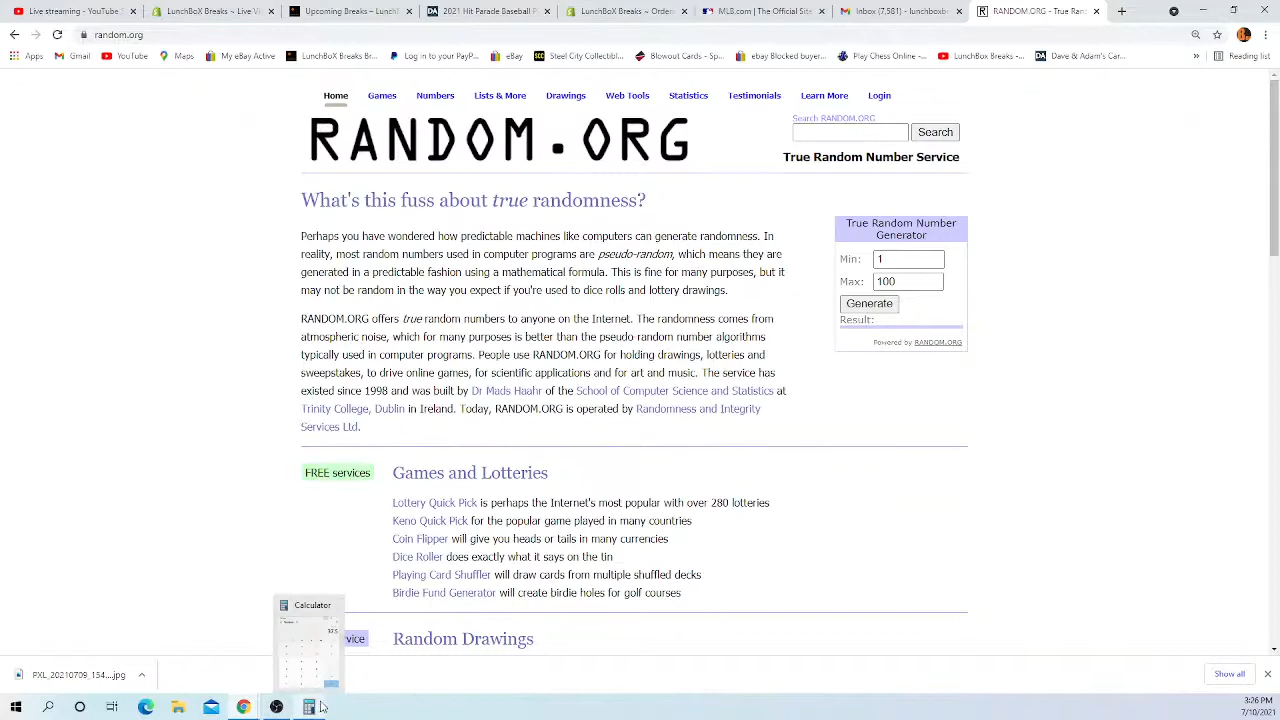 Live streaming - YouTube S
LunchBoX Breaks ~ Live Vi
Upcoming Breaks – LunchB
2021 Hit Parade Baseball P
LunchBoX Breaks ~ Orders
MLB.com | The Official Site
Inbox (7,581) - lunchboxbr
RANDOM.ORG - True Ran
random.org
Apps
Gmail
YouTube
Maps
My eBay Active
LunchBoX Breaks Br...
Log in to your PayP...
eBay
Steel City Collectibl...
Blowout Cards - Sp...
ebay Blocked buyer...
Play Chess Online -...
LunchBox Breaks -...
Dave & Adam's Car...
»
Reading list
Home
Games
Numbers
Lists & More
Drawings
Web Tools
Statistics
Testimonials
Learn More
Login
RANDOM.ORG
Search RANDOM.ORG
Search
True Random Number Service
What's this fuss about true randomness?
Perhaps you have wondered how predictable machines like computers can generate randomness. In
reality, most random numbers used in computer programs are pseudo-random, which means they are
generated in a predictable fashion using a mathematical formula. This is fine for many purposes, but it
may not be random in the way you expect if you're used to dice rolls and lottery drawings.
RANDOM.ORG offers true random numbers to anyone on the Internet. The randomness comes from
atmospheric noise, which for many purposes is better than the pseudo-random number algorithms
typically used in computer programs. People use RANDOM.ORG for holding drawings, lotteries and
sweepstakes, to drive online games, for scientific applications and for art and music. The service has
existed since 1998 and was built by Dr Mads Haahr of the School of Computer Science and Statistics at
Trinity College, Dublin in Ireland. Today, RANDOM.ORG is operated by Randomness and Integrity
Services Ltd.
True Random Number
Generator
Min: 1
Max: 100
Generate
Result:
Powered by RANDOM.ORG
FREE services
Games and Lotteries
Lottery Quick Pick is perhaps the Internet's most popular with over 280 lotteries
Keno Quick Pick for the popular game played in many countries
Coin Flipper will give you heads or tails in many currencies
Dice Roller does exactly what it says on the tin
Playing Card Shuffler will draw cards from multiple shuffled decks
Birdie Fund Generator will create birdie holes for golf courses
Calculator
vice
Random Drawings
PXL_20210709_154....jpg
Show all
3:26 PM
7/10/2021